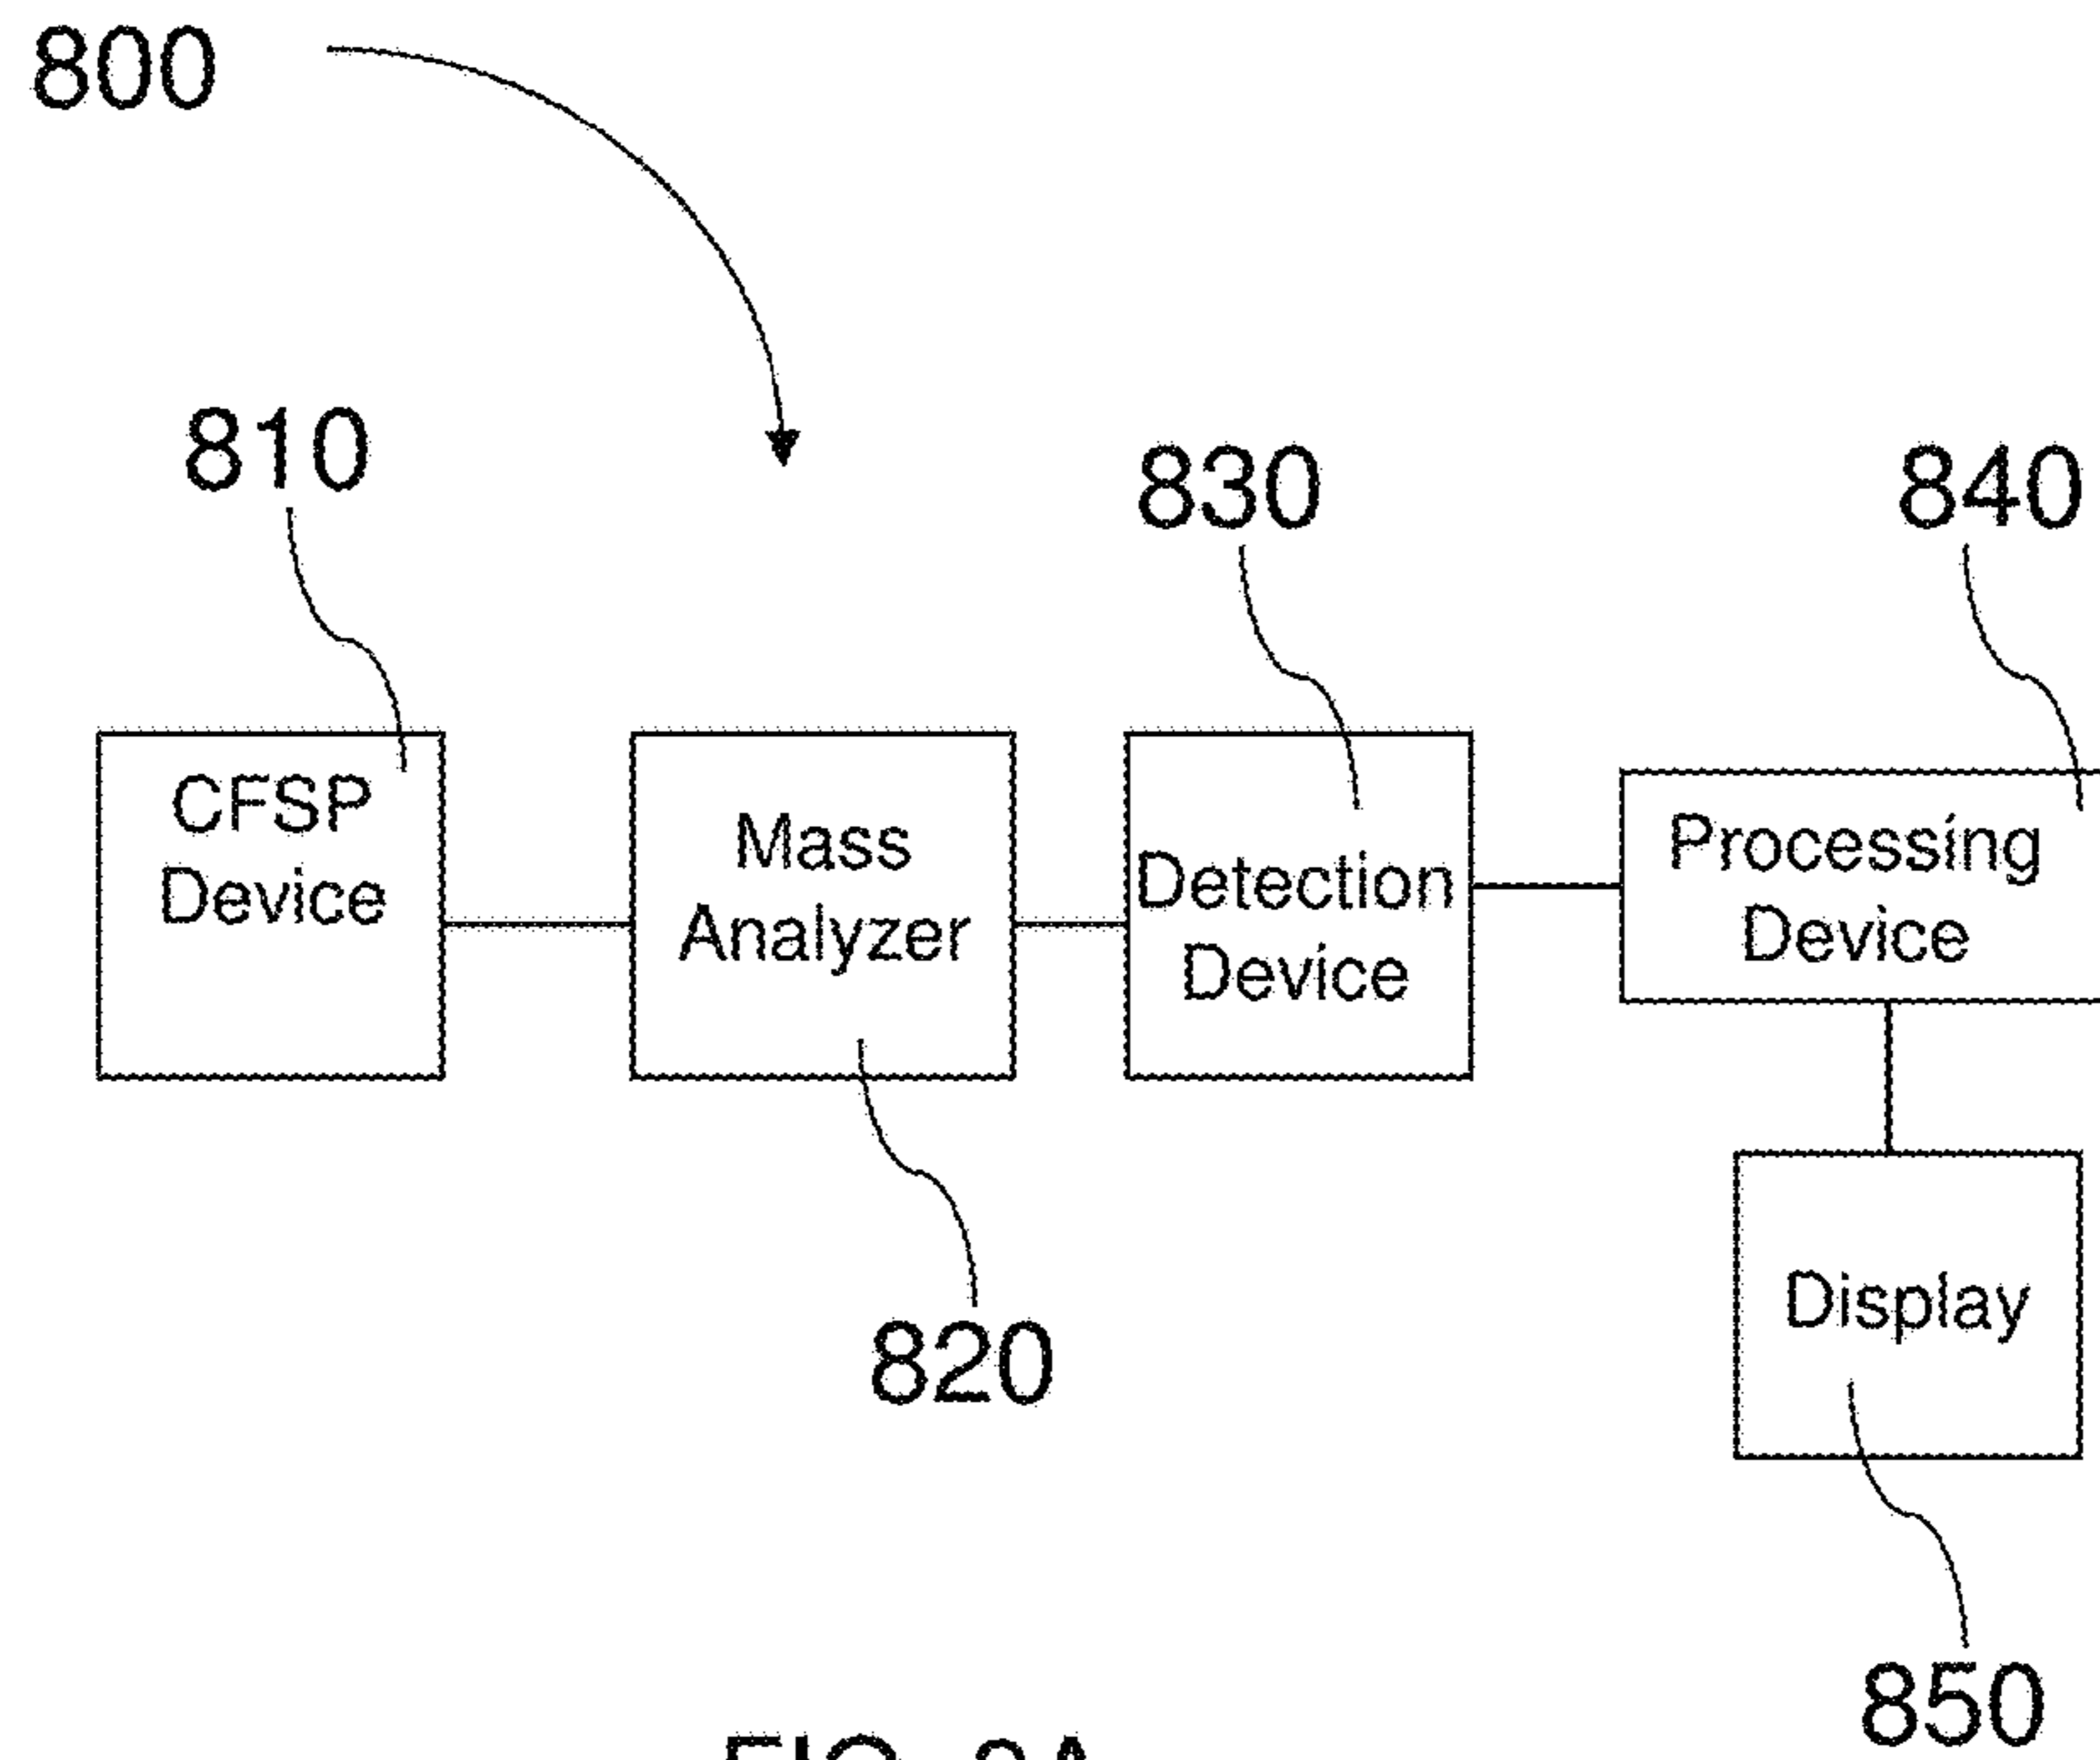 800
810
830
840
CFSP
Device
Mass
Analyzer
Detection
Device
Processing
Device
820
Display
850